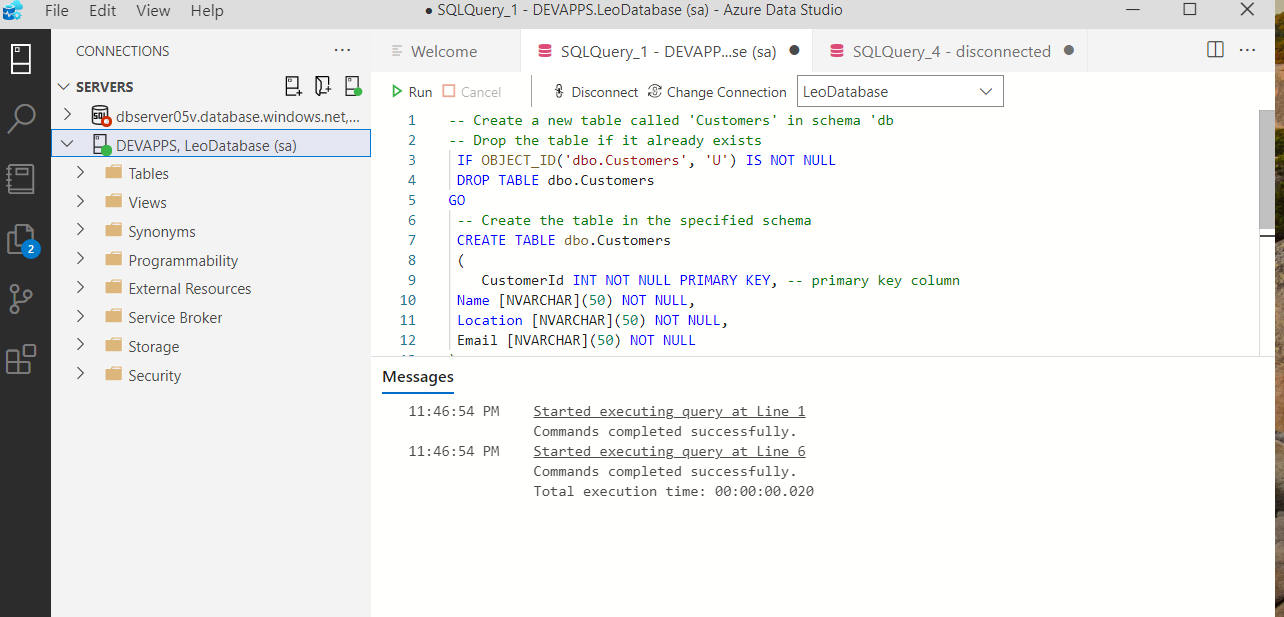 File Edit View Help
● SQLQuery_1 - DEVAPPS.LeoDatabase (sa) - Azure Data Studio
CONNECTIONS ...
Welcome
SQLQuery_1 - DEVAPP...se (sa) ●
SQLQuery_4 - disconnected ●
SERVERS
Run Cancel Disconnect Change Connection LeoDatabase
dbserver05v.database.windows.net,...
DEVAPPS, LeoDatabase (sa)
Tables
Views
Synonyms
Programmability
External Resources
Service Broker
Storage
Security
2
SQL
1 -- Create a new table called 'Customers' in schema 'db
2 -- Drop the table if it already exists
3 IF OBJECT_ID('dbo.Customers', 'U') IS NOT NULL
4 DROP TABLE dbo.Customers
5 GO
6 -- Create the table in the specified schema
7 CREATE TABLE dbo.Customers
8 (
9 CustomerId INT NOT NULL PRIMARY KEY, -- primary key column
10 Name [NVARCHAR](50) NOT NULL,
11 Location [NVARCHAR](50) NOT NULL,
12 Email [NVARCHAR](50) NOT NULL
Messages
11:46:54 PM Started executing query at Line 1
Commands completed successfully.
11:46:54 PM Started executing query at Line 6
Commands completed successfully.
Total execution time: 00:00:00.020